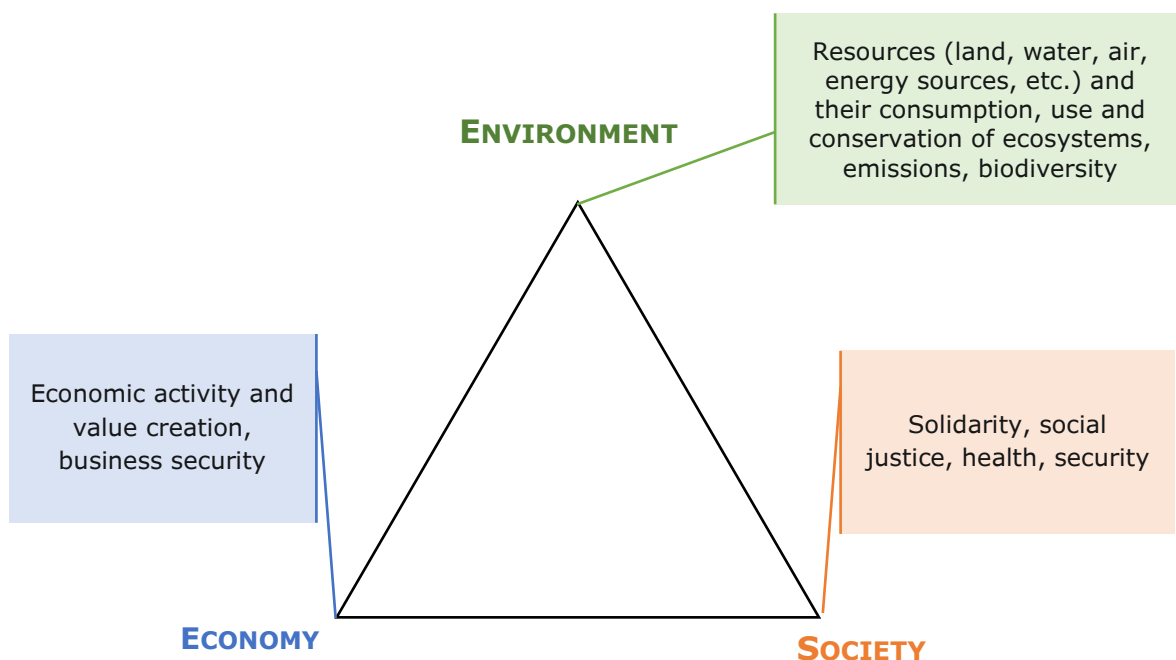 Resources (land, water, air,
energy sources, etc.) and
their consumption, use and
conservation of ecosystems,
emissions, biodiversity
ENVIRONMENT
Economic activity and
value creation,
business security
Solidarity, social
justice, health, security
ECONOMY
SOCIETY